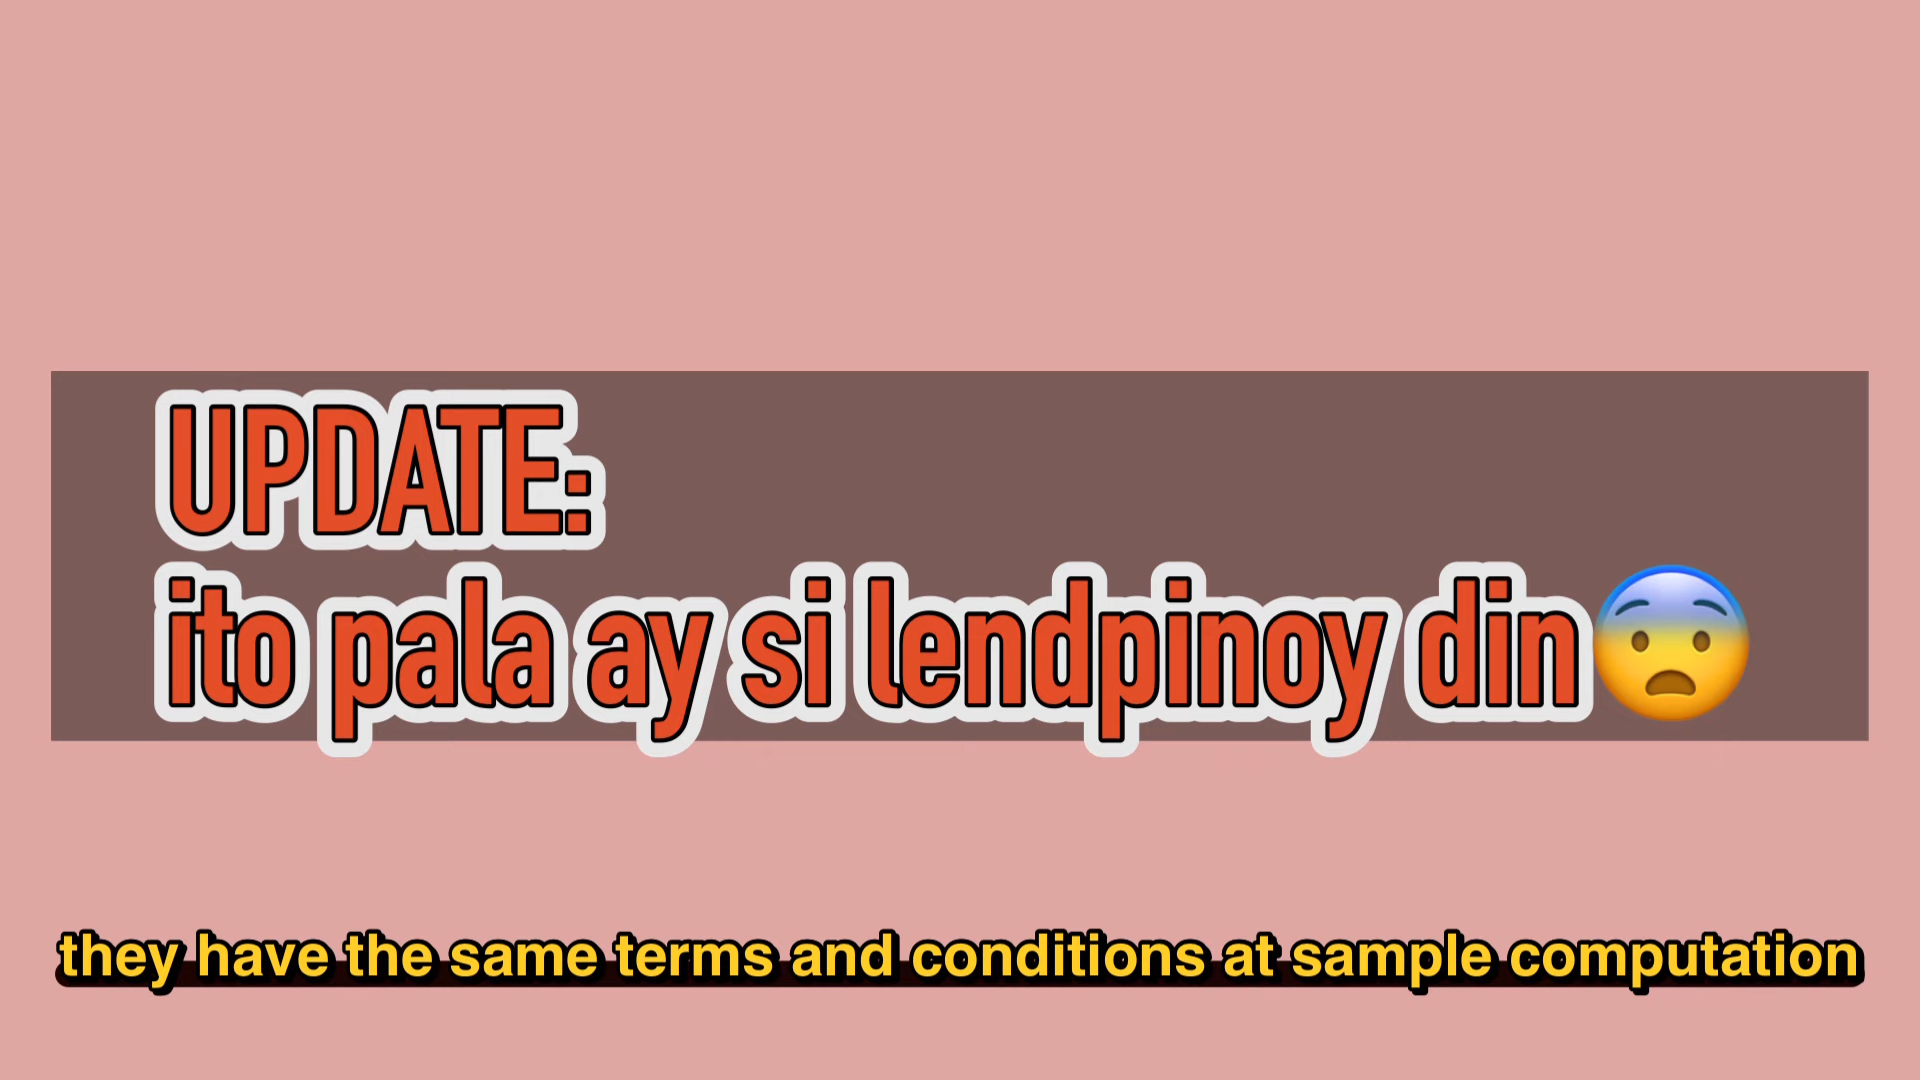 UPDATE:
ito pala ay si lendpinoy din😨
they have the same terms and conditions at sample computation